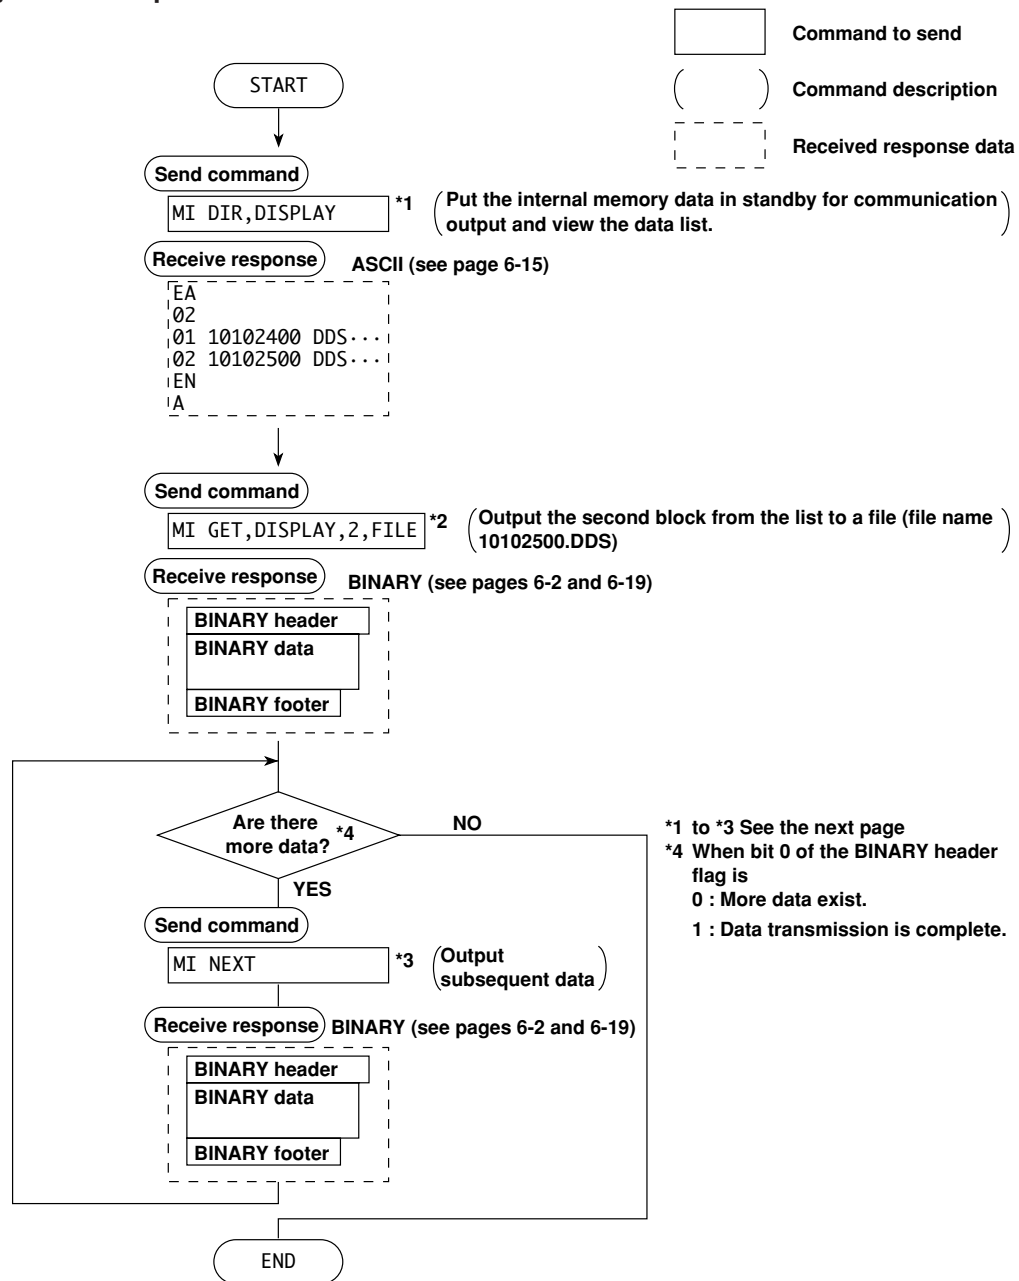 Command to send
START
Command description
Received response data
Send command
MI DIR,DISPLAY
*1
Put the internal memory data in standby for communication
output and view the data list.
Receive response
ASCII (see page 6-15)
EA
02
01 10102400 DDS···
02 10102500 DDS···
EN
A
Send command
MI GET,DISPLAY,2,FILE
*2
Output the second block from the list to a file (file name
10102500.DDS)
Receive response
BINARY (see pages 6-2 and 6-19)
BINARY header
BINARY data
BINARY footer
Are there
more data?
*4
NO
YES
*1 to *3 See the next page
*4 When bit 0 of the BINARY header
flag is
0 : More data exist.
1 : Data transmission is complete.
Send command
MI NEXT
*3
Output
subsequent data
Receive response
BINARY (see pages 6-2 and 6-19)
BINARY header
BINARY data
BINARY footer
END